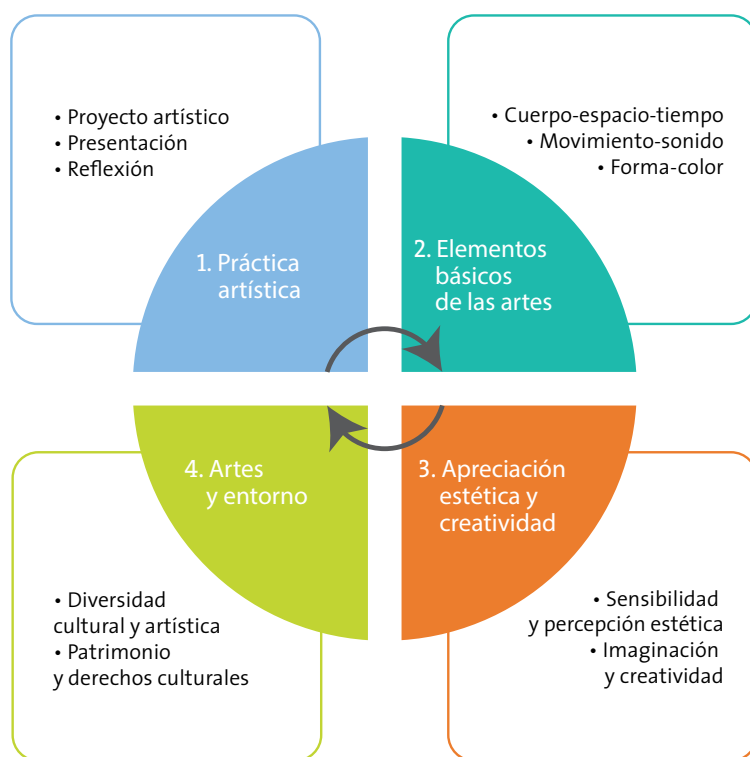 • Proyecto artístico
• Presentación
• Reflexión
1. Práctica
artística
• Cuerpo-espacio-tiempo
• Movimiento-sonido
• Forma-color
2. Elementos
básicos
de las artes
3. Apreciación
estética y
creatividad
• Sensibilidad
y percepción estética
• Imaginación
y creatividad
4. Artes
y entorno
• Diversidad
cultural y artística
• Patrimonio
y derechos culturales